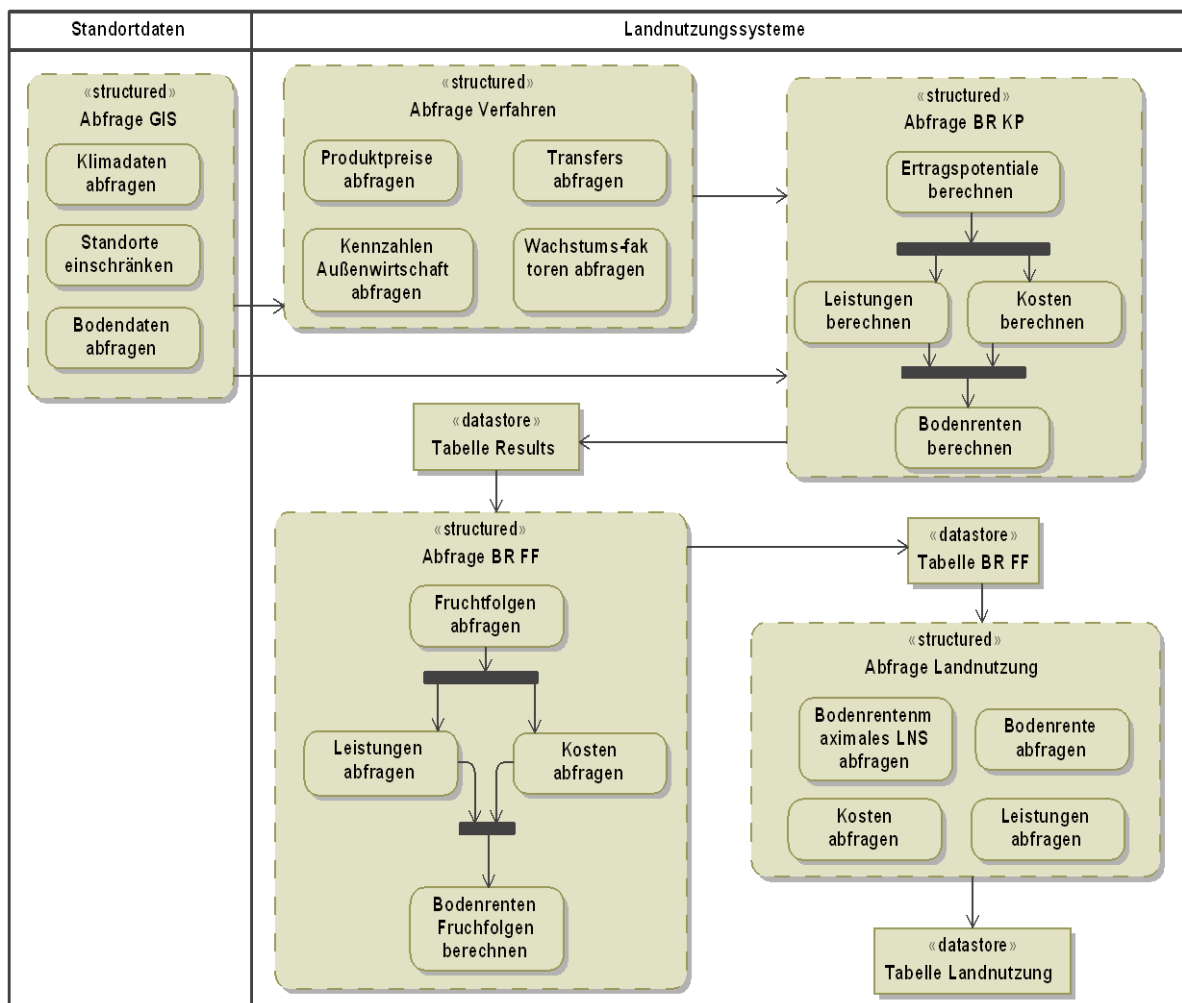 Standortdaten
Landnutzungssysteme
«structured»
Abfrage GIS
Klimadaten
abfragen
Standorte
einschränken
Bodendaten
abfragen
«structured»
Abfrage Verfahren
Produktpreise
abfragen
Transfers
abfragen
Kennzahlen
Außenwirtschaft
abfragen
Wachstums-fak
toren abfragen
«structured»
Abfrage BR KP
Ertragspotentiale
berechnen
Leistungen
berechnen
Kosten
berechnen
Bodenrenten
berechnen
«datastore»
Tabelle Results
«structured»
Abfrage BR FF
Fruchtfolgen
abfragen
Leistungen
abfragen
Kosten
abfragen
Bodenrenten
Fruchfolgen
berechnen
«datastore»
Tabelle BR FF
«structured»
Abfrage Landnutzung
Bodenrentenm
aximales LNS
abfragen
Bodenrente
abfragen
Kosten
abfragen
Leistungen
abfragen
«datastore»
Tabelle Landnutzung